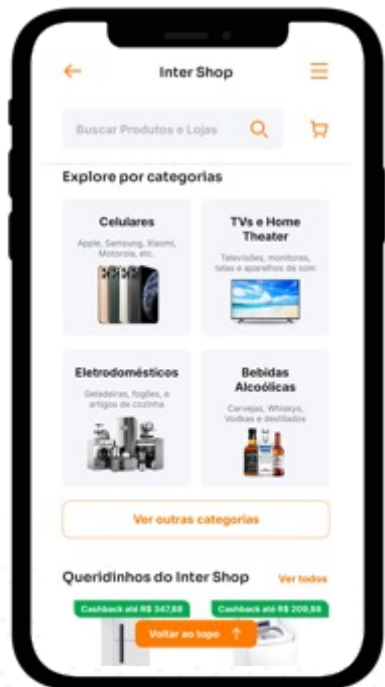 Inter Shop
Buscar Produtos e Lojas
Explore por categorias
Celulares
Apple, Samsung, Xiaomi,
Motorola, etc.
TVs e Home
Theater
Televisões, monitores,
telas e aparelhos de som
Eletrodomésticos
Geladeiras, fogões, e
artigos de cozinha
Bebidas
Alcoólicas
Cervejas, Whiskys,
Vodkas e destilados
Ver outras categorias
Queridinhos do Inter Shop
Ver todos
Cashback até R$ 347,88
Cashback até R$ 209,88
Voltar ao topo